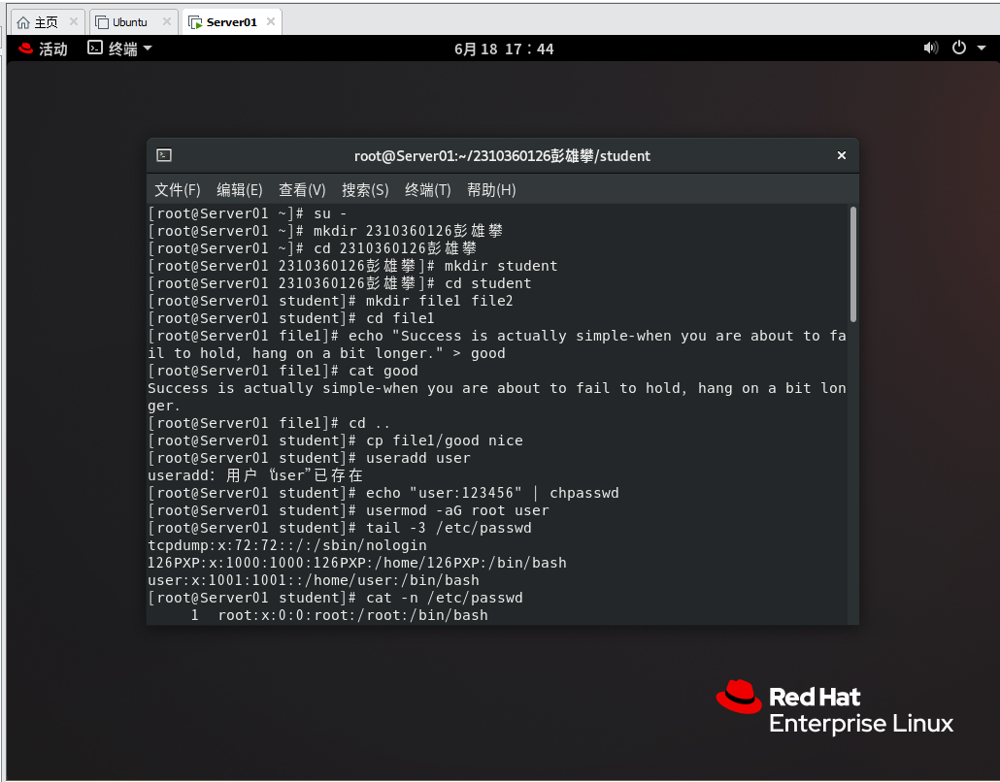 主页 Ubuntu Server01
活动 终端 6月 18 17：44
root@Server01:~/2310360126彭雄攀/student
文件(F) 编辑(E) 查看(V) 搜索(S) 终端(T) 帮助(H)
[root@Server01 ~]# su -
[root@Server01 ~]# mkdir 2310360126彭雄攀
[root@Server01 ~]# cd 2310360126彭雄攀
[root@Server01 2310360126彭雄攀]# mkdir student
[root@Server01 2310360126彭雄攀]# cd student
[root@Server01 student]# mkdir file1 file2
[root@Server01 student]# cd file1
[root@Server01 file1]# echo "Success is actually simple-when you are about to fa
il to hold, hang on a bit longer." > good
[root@Server01 file1]# cat good
Success is actually simple-when you are about to fail to hold, hang on a bit lon
ger.
[root@Server01 file1]# cd ..
[root@Server01 student]# cp file1/good nice
[root@Server01 student]# useradd user
useradd：用户“user”已存在
[root@Server01 student]# echo "user:123456" | chpasswd
[root@Server01 student]# usermod -aG root user
[root@Server01 student]# tail -3 /etc/passwd
tcpdump:x:72:72::/:/sbin/nologin
126PXP:x:1000:1000:126PXP:/home/126PXP:/bin/bash
user:x:1001:1001::/home/user:/bin/bash
[root@Server01 student]# cat -n /etc/passwd
1 root:x:0:0:root:/root:/bin/bash
Red Hat
Enterprise Linux